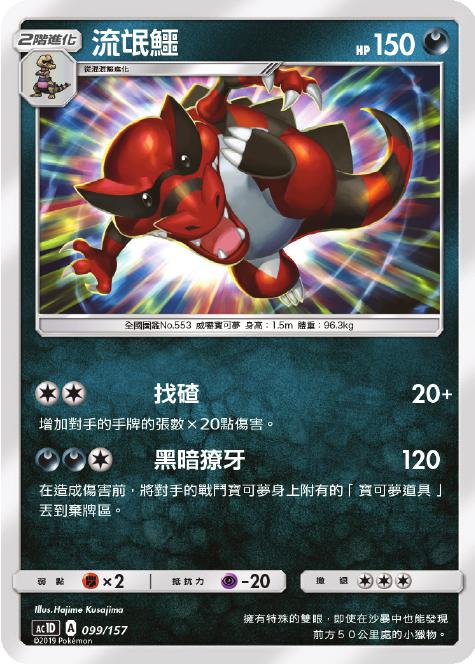 2階進化 流氓鱷 HP 150
從混混鱷進化
全國圖鑑No.553 威嚇寶可夢 身高：1.5m 體重：96.3kg
找碴 20+
增加對手的手牌的張數×20點傷害。
黑暗獠牙 120
在造成傷害前，將對手的戰鬥寶可夢身上附有的「寶可夢道具」
丟到棄牌區。
弱點 ×2 抵抗力 -20 撤退
Illus. Hajime Kusajima
AC1D A 099/157
©2019 Pokémon
擁有特殊的雙眼，即使在沙暴中也能發現
前方50公里處的小獵物。